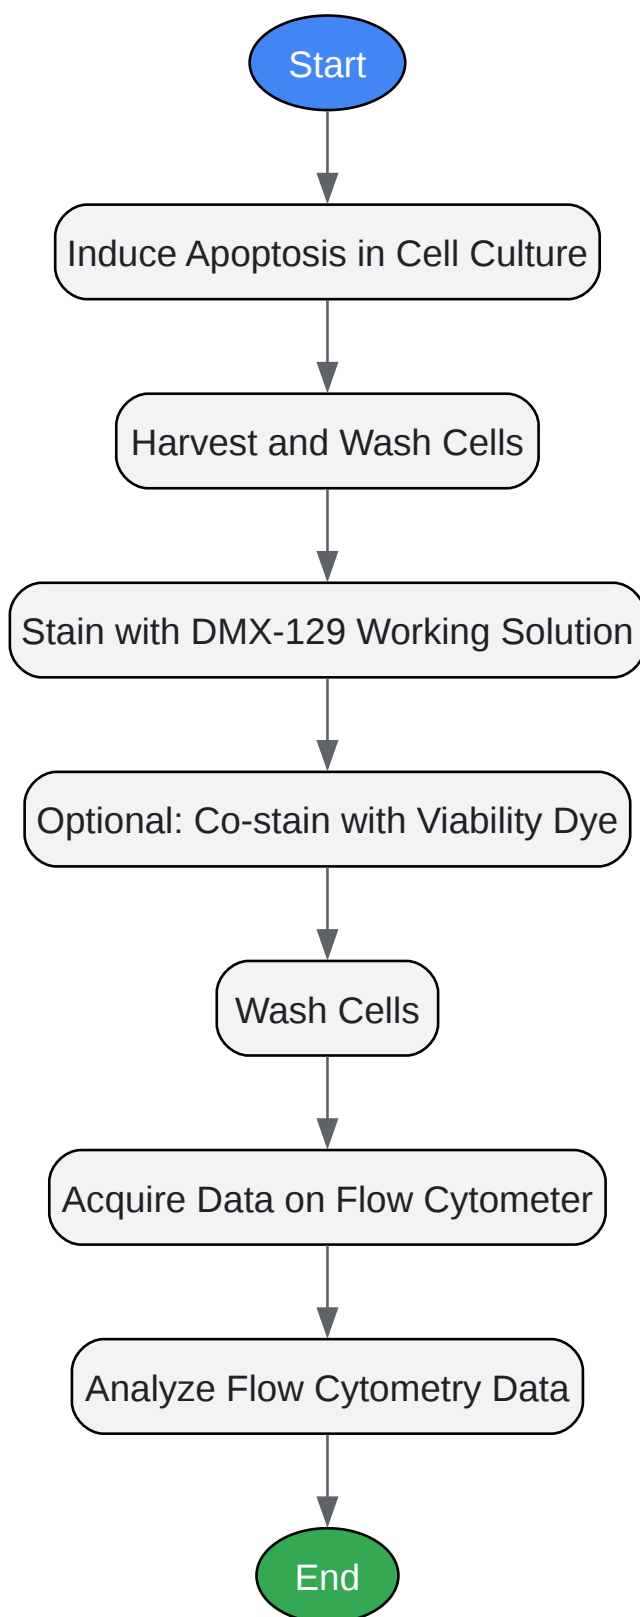 Start
Induce Apoptosis in Cell Culture
Harvest and Wash Cells
Stain with DMX-129 Working Solution
Optional: Co-stain with Viability Dye
Wash Cells
Acquire Data on Flow Cytometer
Analyze Flow Cytometry Data
End